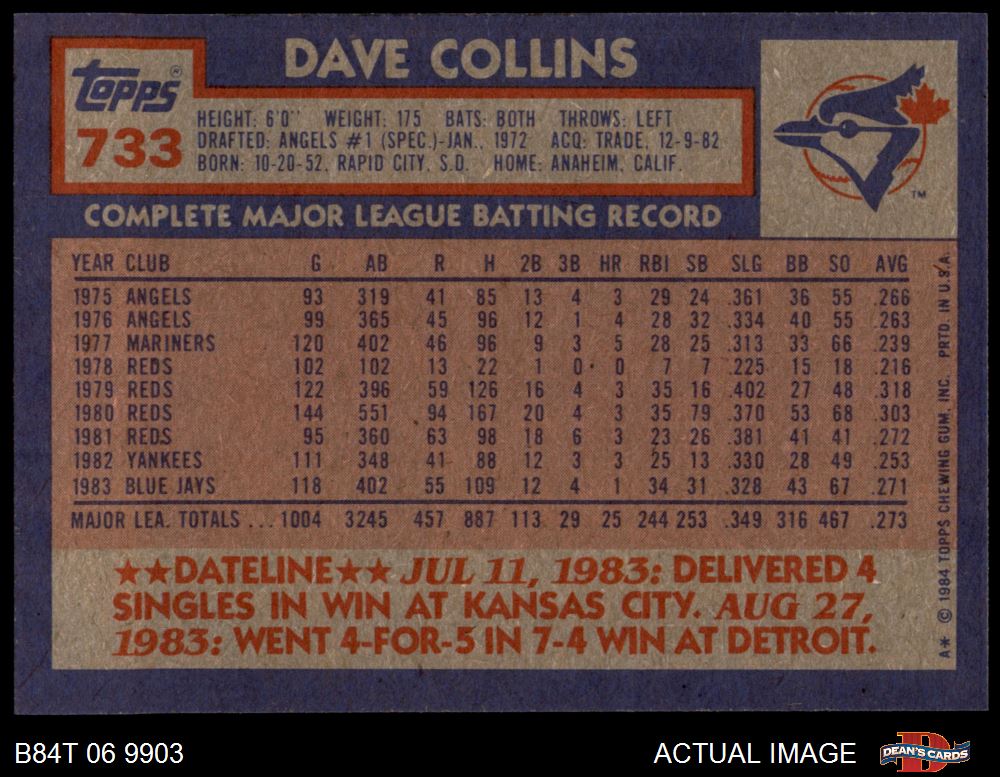 DAVE COLLINS
Topps®
733
HEIGHT: 6'0'' WEIGHT: 175 BATS: BOTH THROWS: LEFT
DRAFTED: ANGELS #1 (SPEC.)-JAN., 1972 ACQ: TRADE, 12-9-82
BORN: 10-20-52, RAPID CITY, S.D. HOME: ANAHEIM, CALIF.
TM
COMPLETE MAJOR LEAGUE BATTING RECORD
YEAR CLUB G AB R H 2B 3B HR RBI SB SLG BB SO AVG
1975 ANGELS 93 319 41 85 13 4 3 29 24 .361 36 55 .266
1976 ANGELS 99 365 45 96 12 1 4 28 32 .334 40 55 .263
1977 MARINERS 120 402 46 96 9 3 5 28 25 .313 33 66 .239
1978 REDS 102 102 13 22 1 0 0 7 7 .225 15 18 .216
1979 REDS 122 396 59 126 16 4 3 35 16 .402 27 48 .318
1980 REDS 144 551 94 167 20 4 3 35 79 .370 53 68 .303
1981 REDS 95 360 63 98 18 6 3 23 26 .381 41 41 .272
1982 YANKEES 111 348 41 88 12 3 3 25 13 .330 28 49 .253
1983 BLUE JAYS 118 402 55 109 12 4 1 34 31 .328 43 67 .271
MAJOR LEA. TOTALS ... 1004 3245 457 887 113 29 25 244 253 .349 316 467 .273
★★DATELINE★★ JUL 11, 1983: DELIVERED 4
SINGLES IN WIN AT KANSAS CITY. AUG 27,
1983: WENT 4-FOR-5 IN 7-4 WIN AT DETROIT.
A* © 1984 TOPPS CHEWING GUM, INC. PRTD. IN U.S.A.
B84T 06 9903
ACTUAL IMAGE
DEAN'S CARDS